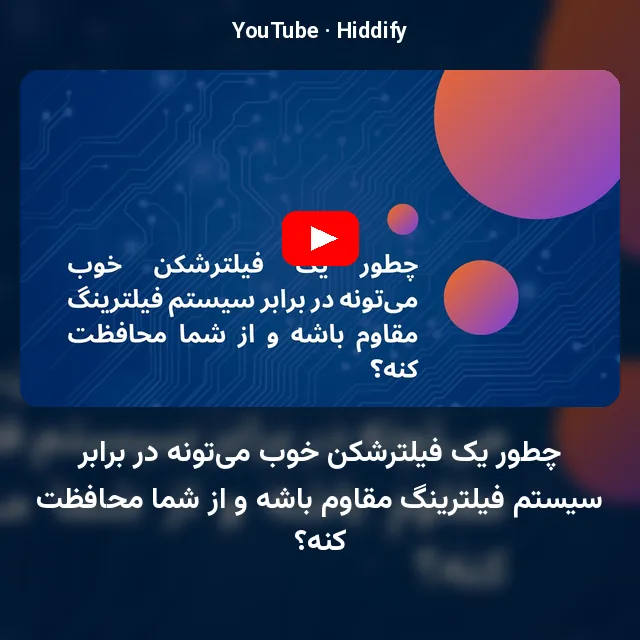 YouTube · Hiddify
چطور یک فیلترشکن خوب
می‌تونه در برابر سیستم فیلترینگ
مقاوم باشه و از شما محافظت
کنه؟
چطور یک فیلترشکن خوب می‌تونه در برابر
سیستم فیلترینگ مقاوم باشه و از شما محافظت
کنه؟